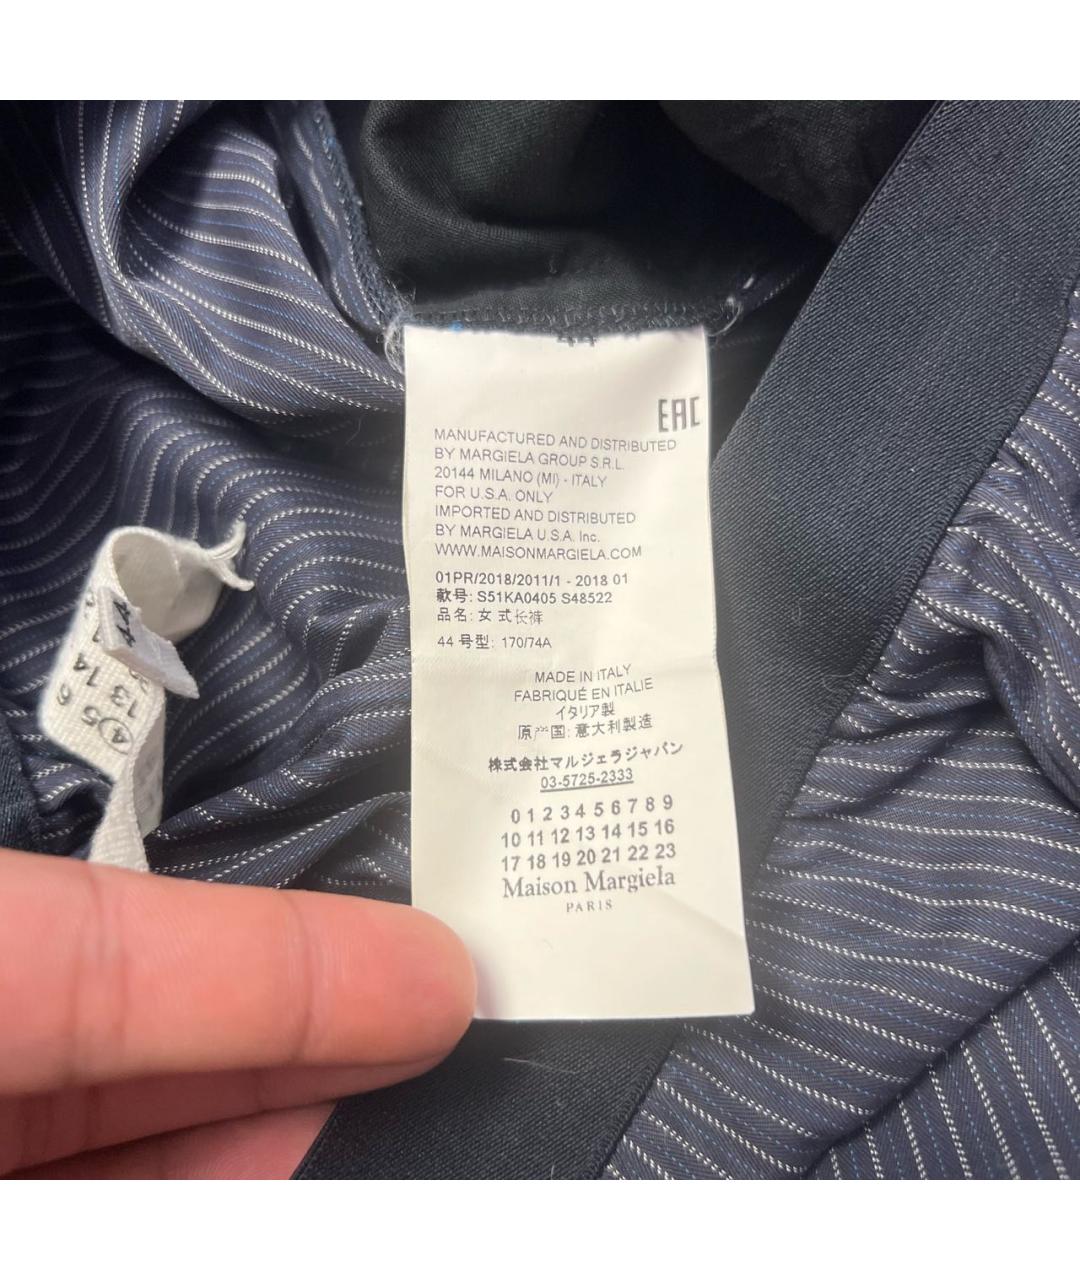 44
EAC
MANUFACTURED AND DISTRIBUTED
BY MARGIELA GROUP S.R.L.
20144 MILANO (MI) - ITALY
FOR U.S.A. ONLY
IMPORTED AND DISTRIBUTED
BY MARGIELA U.S.A. Inc.
WWW.MAISONMARGIELA.COM
01PR/2018/2011/1 - 2018 01
款号: S51KA0405 S48522
品名: 女 式长裤
44 号型: 170/74A
MADE IN ITALY
FABRIQUÉ EN ITALIE
イタリア製
原产国: 意大利製造
株式会社マルジェラジャパン
03-5725-2333
0 1 2 3 4 5 6 7 8 9
10 11 12 13 14 15 16
17 18 19 20 21 22 23
Maison Margiela
PARIS
44
4 5 6
13 14